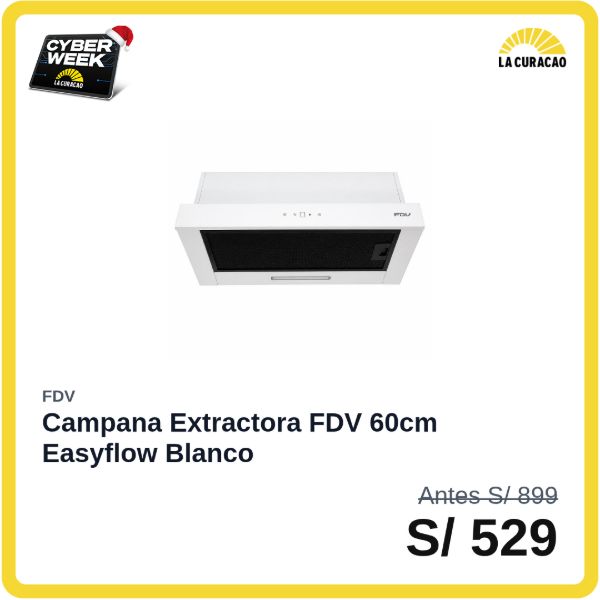 CYBER
WEEK
LA CURACAO
LA CURACAO
FDV
FDV
Campana Extractora FDV 60cm
Easyflow Blanco
Antes S/ 899
S/ 529